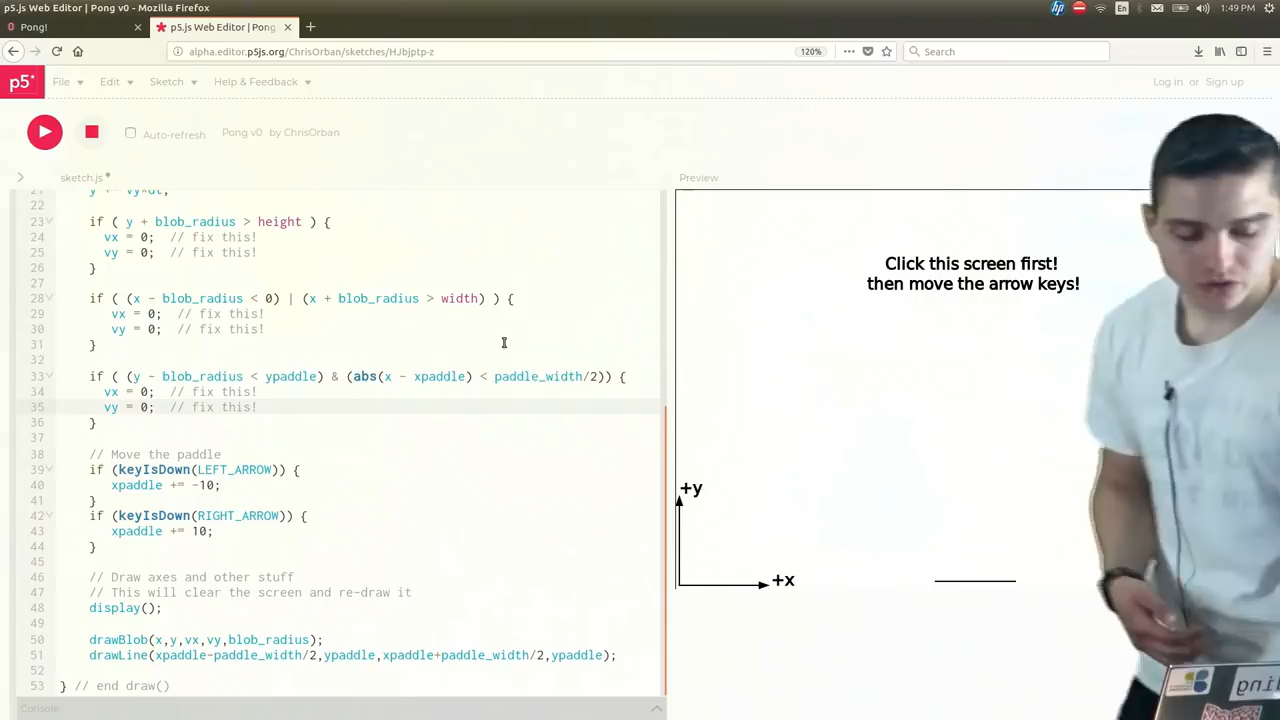 p5.js Web Editor | Pong v0 - Mozilla Firefox
En
1:49 PM
Pong!
p5.js Web Editor | Pong
alpha.editor.p5js.org/ChrisOrban/sketches/HJbjptp-z
120%
Search
p5*
File
Edit
Sketch
Help & Feedback
Log in or Sign up
Auto-refresh
Pong v0 by ChrisOrban
sketch.js
Preview
21 y += vy*dt;
22
23 if ( y + blob_radius > height ) {
24 vx = 0; // fix this!
25 vy = 0; // fix this!
26 }
27
28 if ( (x - blob_radius < 0) | (x + blob_radius > width) ) {
29 vx = 0; // fix this!
30 vy = 0; // fix this!
31 }
32
33 if ( (y - blob_radius < ypaddle) & (abs(x - xpaddle) < paddle_width/2)) {
34 vx = 0; // fix this!
35 vy = 0; // fix this!
36 }
37
38 // Move the paddle
39 if (keyIsDown(LEFT_ARROW)) {
40 xpaddle += -10;
41 }
42 if (keyIsDown(RIGHT_ARROW)) {
43 xpaddle += 10;
44 }
45
46 // Draw axes and other stuff
47 // This will clear the screen and re-draw it
48 display();
49
50 drawBlob(x,y,vx,vy,blob_radius);
51 drawLine(xpaddle-paddle_width/2,ypaddle,xpaddle+paddle_width/2,ypaddle);
52
53 } // end draw()
Console
Click this screen first!
then move the arrow keys!
+y
+x